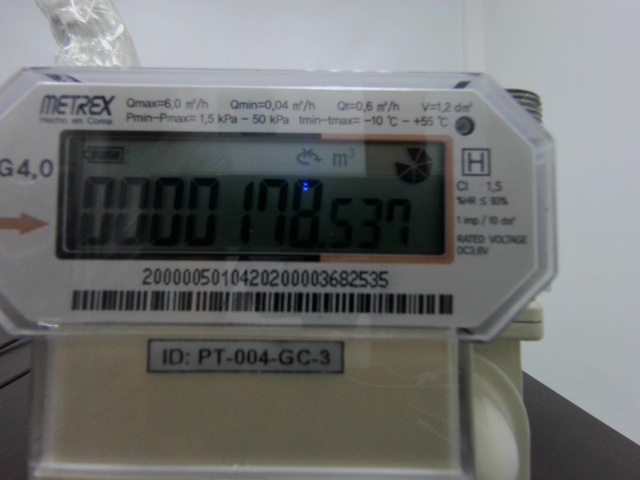 METREX
Hecho en Corea
Qmax=6,0 m³/h Qmin=0,04 m³/h Qt=0,6 m³/h V=1,2 dm³
Pmin-Pmax= 1,5 kPa - 50 kPa tmin-tmax= -10 °C - +55 °C
G4,0
m³
0000178.537
H
CI 1,5
%HR ≤ 93%
1 imp / 10 dm³
RATED VOLTAGE
DC3,6V
2000005010420200003682535
ID: PT-004-GC-3